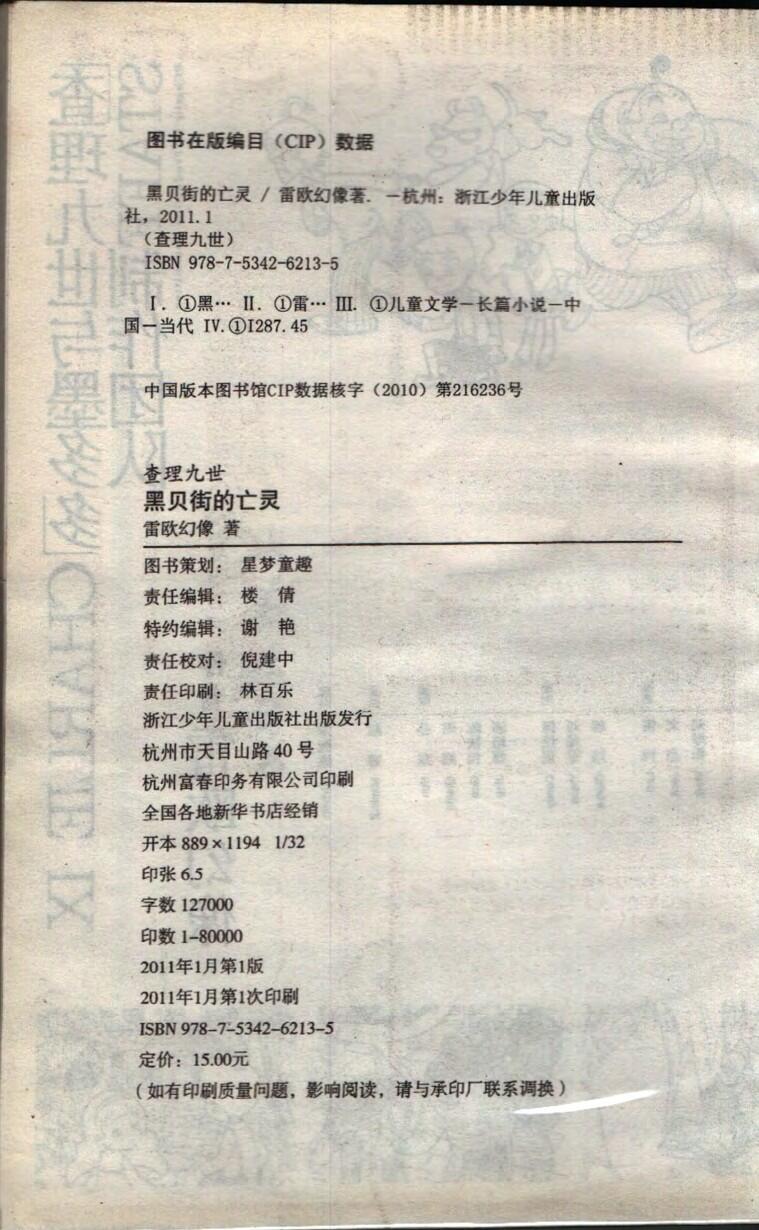 图书在版编目（CIP）数据
黑贝街的亡灵 / 雷欧幻像著. －杭州：浙江少年儿童出版
社，2011.1
（查理九世）
ISBN 978-7-5342-6213-5
Ⅰ. ①黑… Ⅱ. ①雷… Ⅲ. ①儿童文学－长篇小说－中
国－当代 Ⅳ.①I287.45
中国版本图书馆CIP数据核字（2010）第216236号
查理九世
黑贝街的亡灵
雷欧幻像 著
图书策划： 星梦童趣
责任编辑： 楼 倩
特约编辑： 谢 艳
责任校对： 倪建中
责任印刷： 林百乐
浙江少年儿童出版社出版发行
杭州市天目山路 40 号
杭州富春印务有限公司印刷
全国各地新华书店经销
开本 889×1194 1/32
印张 6.5
字数 127000
印数 1-80000
2011年1月第1版
2011年1月第1次印刷
ISBN 978-7-5342-6213-5
定价：15.00元
（如有印刷质量问题，影响阅读，请与承印厂联系调换）